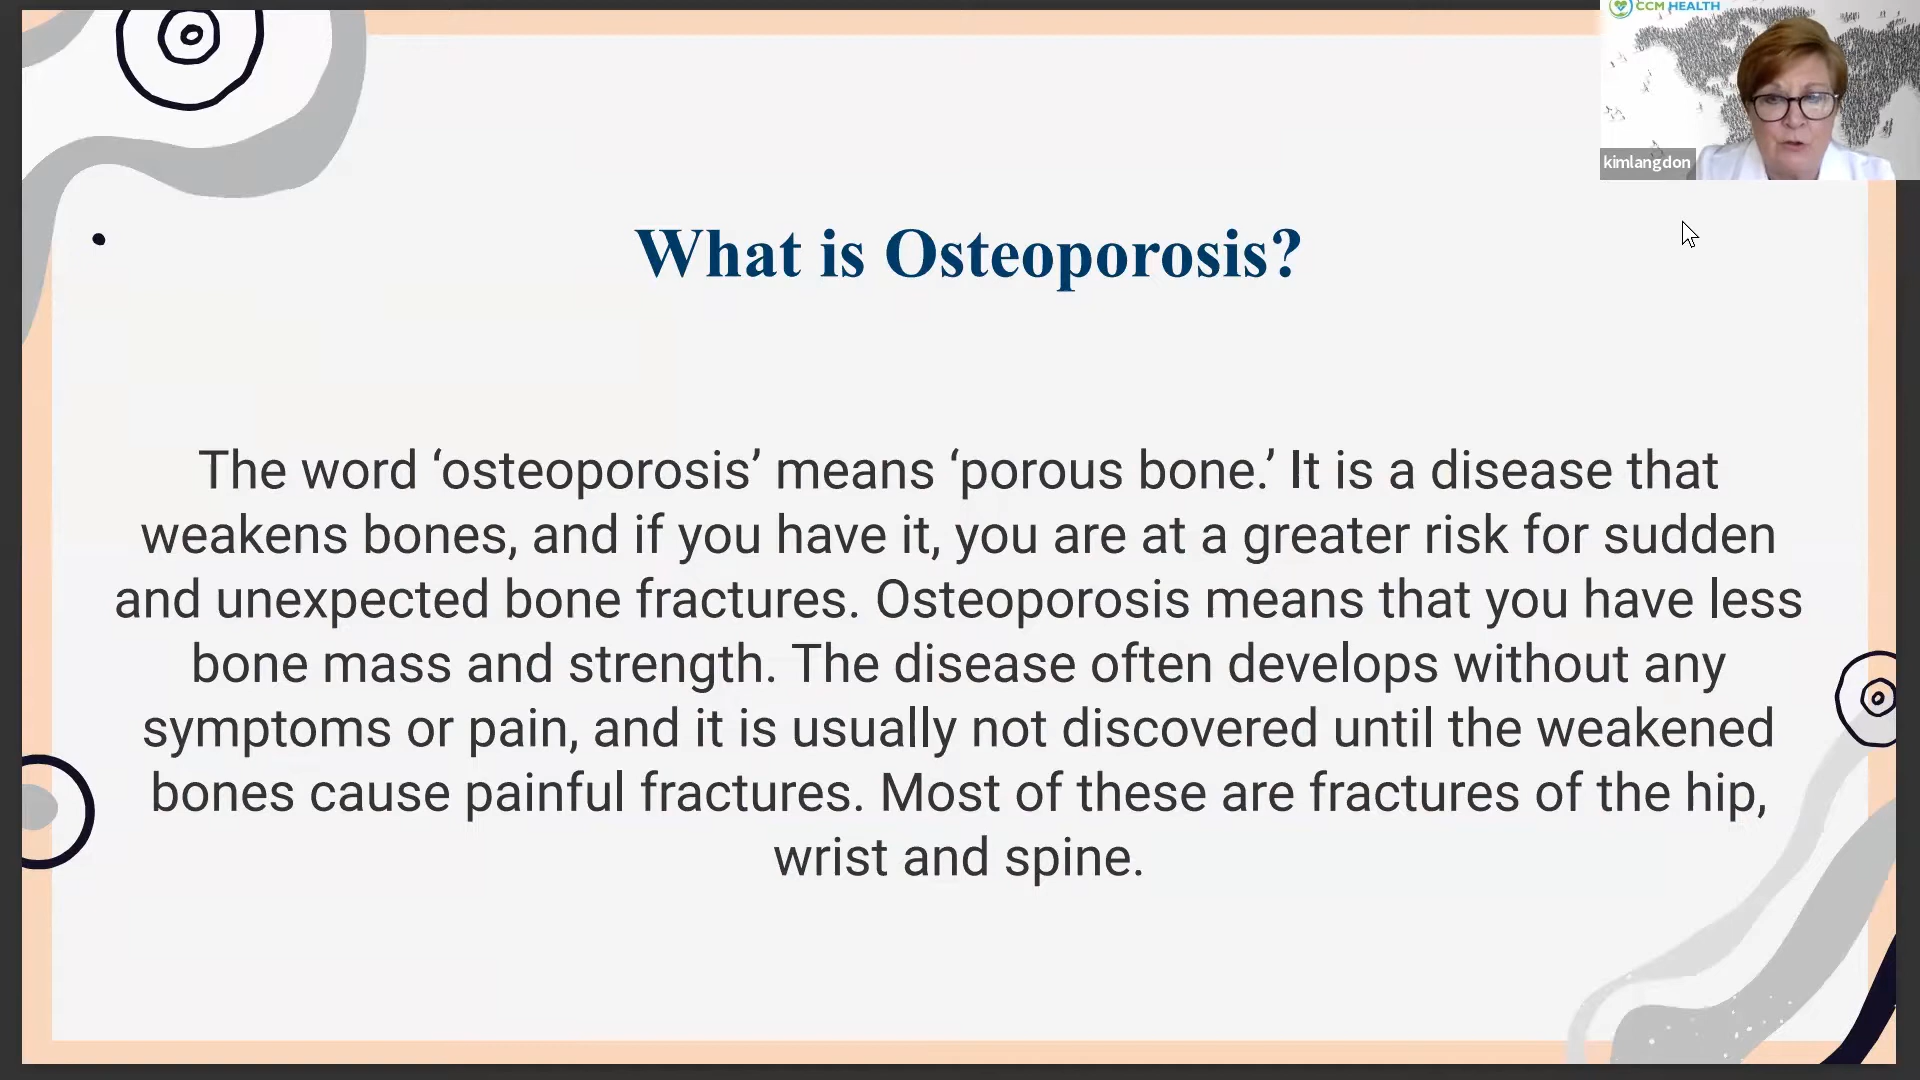 CCM HEALTH
kimlangdon
What is Osteoporosis?
The word ‘osteoporosis’ means ‘porous bone.’ It is a disease that
weakens bones, and if you have it, you are at a greater risk for sudden
and unexpected bone fractures. Osteoporosis means that you have less
bone mass and strength. The disease often develops without any
symptoms or pain, and it is usually not discovered until the weakened
bones cause painful fractures. Most of these are fractures of the hip,
wrist and spine.